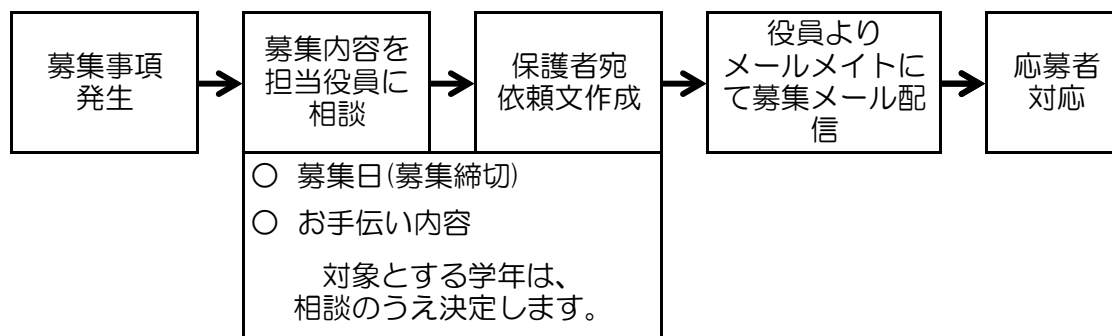 募集事項
発生
募集内容を
担当役員に
相談
保護者宛
依頼文作成
役員より
メールメイトに
て募集メール配
信
応募者
対応
○ 募集日(募集締切)
○ お手伝い内容
対象とする学年は、
相談のうえ決定します。